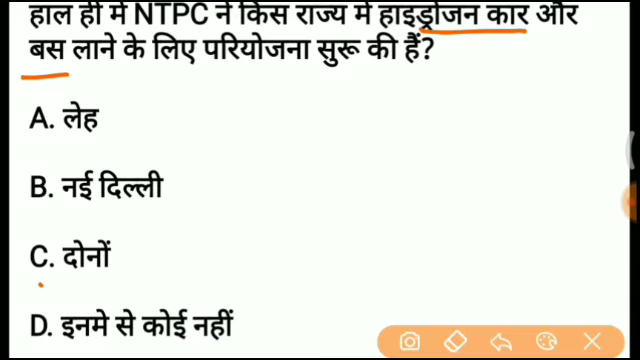 हाल ही में NTPC ने किस राज्य में हाइड्रोजन कार और
बस लाने के लिए परियोजना सुरू की हैं?
A. लेह
B. नई दिल्ली
C. दोनों
D. इनमे से कोई नहीं